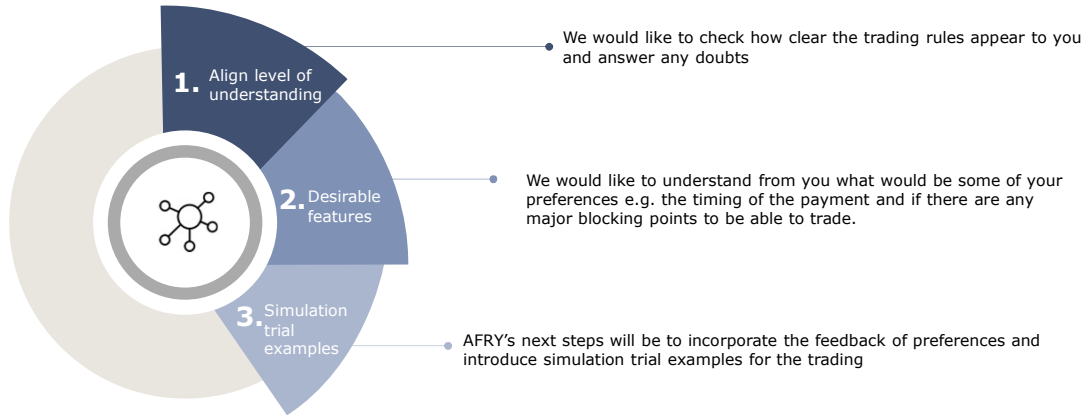 1. Align level of
understanding
We would like to check how clear the trading rules appear to you
and answer any doubts
2. Desirable
features
We would like to understand from you what would be some of your
preferences e.g. the timing of the payment and if there are any
major blocking points to be able to trade.
3. Simulation
trial
examples
AFRY’s next steps will be to incorporate the feedback of preferences and
introduce simulation trial examples for the trading